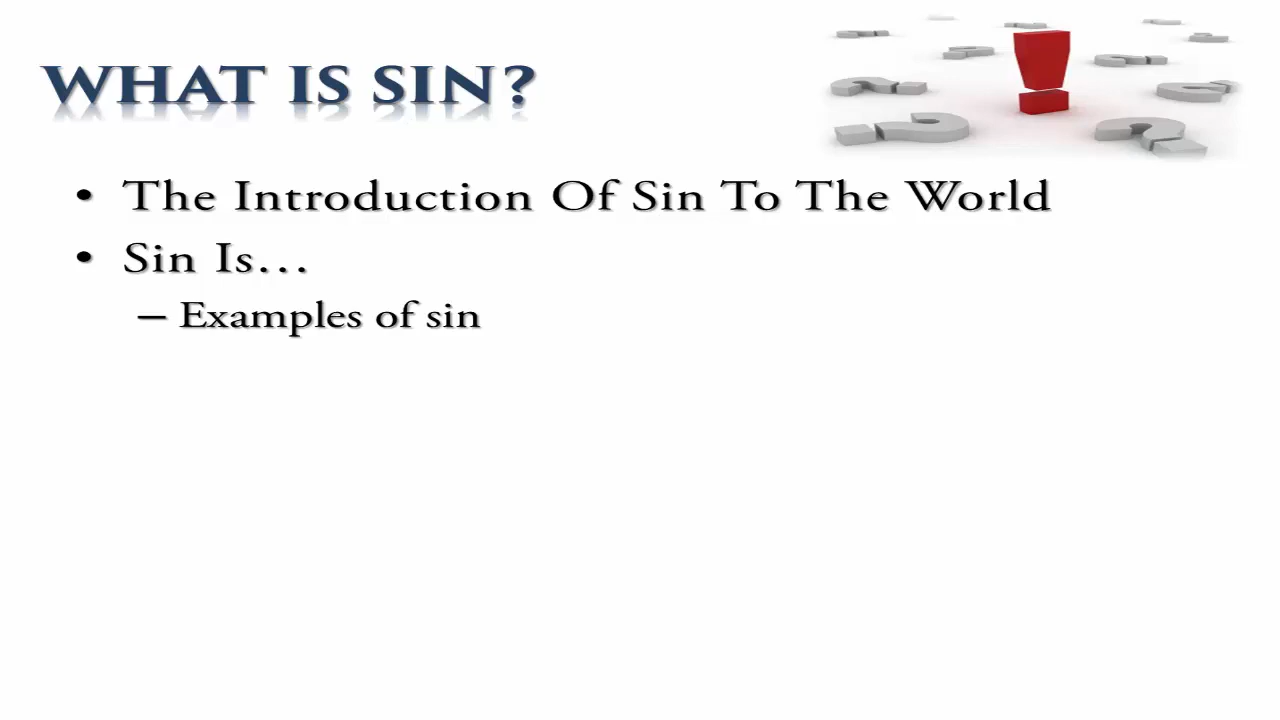 WHAT IS SIN?
• The Introduction Of Sin To The World
• Sin Is...
– Examples of sin